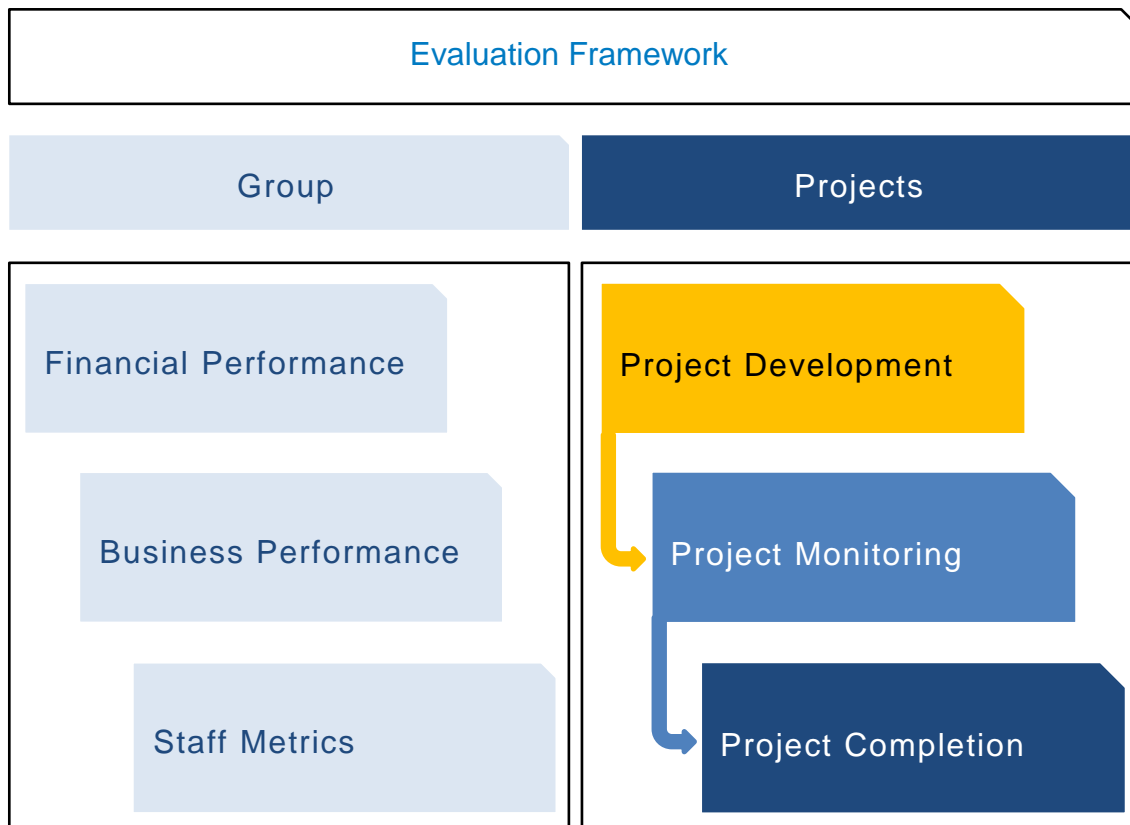 Evaluation Framework
Group
Projects
Financial Performance
Business Performance
Staff Metrics
Project Development
Project Monitoring
Project Completion